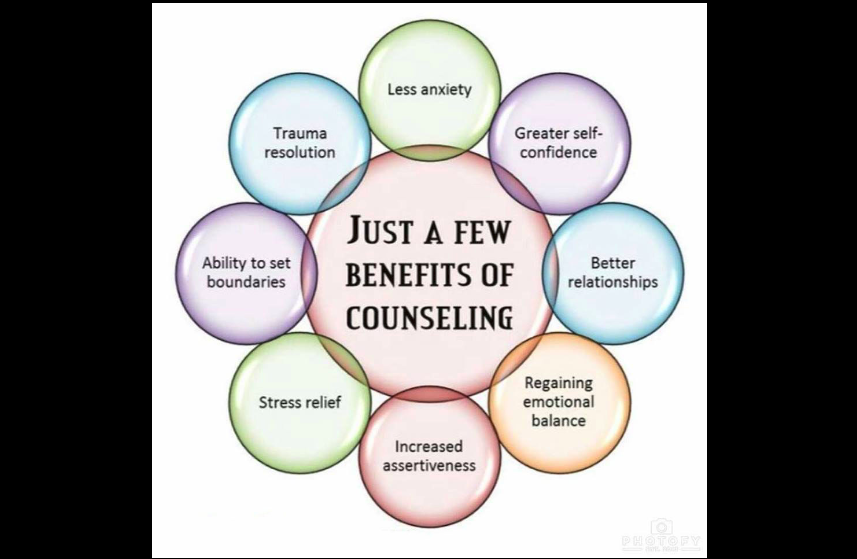 Less anxiety
Greater self-
confidence
Better
relationships
Regaining
emotional
balance
Increased
assertiveness
Stress relief
Ability to set
boundaries
Trauma
resolution
JUST A FEW
BENEFITS OF
COUNSELING
PHOTOFY